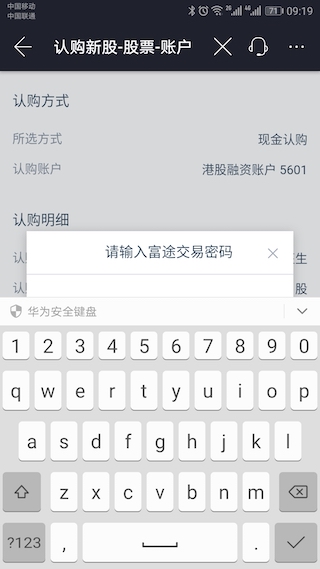 中国移动
中国联通
2G 4G 71 09:19
认购新股-股票-账户
认购方式
所选方式 现金认购
认购账户 港股融资账户 5601
认购明细
请输入富途交易密码
生
股
华为安全键盘
1 2 3 4 5 6 7 8 9 0
q w e r t y u i o p
a s d f g h j k l
z x c v b n m
?123 , .